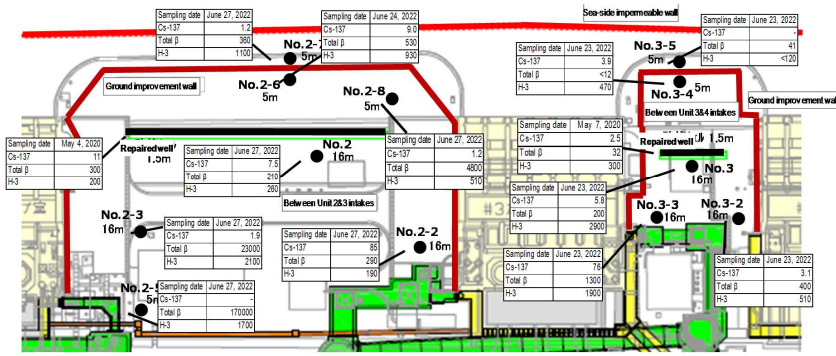 Sea-side impermeable wall
Sampling date June 27, 2022
Cs-137 1.2
Total β 360
H-3 1100
Sampling date June 24, 2022
Cs-137 9.0
Total β 530
H-3 930
Sampling date June 23, 2022
Cs-137 -
Total β 41
H-3 <120
Sampling date June 23, 2022
Cs-137 3.9
Total β <12
H-3 470
No.2-7
5m
No.2-6
5m
No.2-8
5m
No.3-5
5m
No.3-4
5m
Ground improvement wall
Ground improvement wall
Between Unit 3&4 intakes
Sampling date May 4, 2020
Cs-137 11
Total β 300
H-3 200
Repaired well
1.5m
Sampling date June 27, 2022
Cs-137 7.5
Total β 210
H-3 260
No.2
16m
Sampling date June 27, 2022
Cs-137 1.2
Total β 4800
H-3 510
Sampling date May 7, 2020
Cs-137 2.5
Total β 32
H-3 300
Repaired well 1.5m
No.3
16m
Sampling date June 23, 2022
Cs-137 5.8
Total β 200
H-3 2900
Between Unit 2&3 intakes
No.2-3
16m
Sampling date June 27, 2022
Cs-137 1.9
Total β 23000
H-3 2100
Sampling date June 27, 2022
Cs-137 85
Total β 290
H-3 190
No.2-2
16m
No.3-3
16m
No.3-2
16m
Sampling date June 23, 2022
Cs-137 76
Total β 1300
H-3 1900
Sampling date June 23, 2022
Cs-137 3.1
Total β 400
H-3 510
No.2-5
5m
Sampling date June 27, 2022
Cs-137 -
Total β 170000
H-3 1700